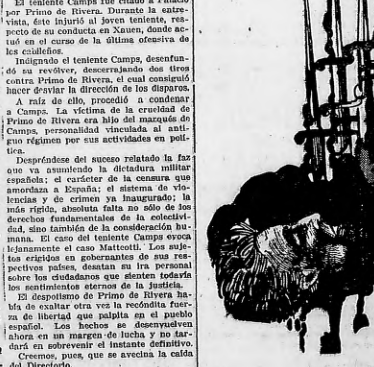 El teniente Camps fué citado a Palacio
por Primo de Rivera. Durante la entre-
vista, éste injurió al joven teniente, res-
pecto de su conducta en Xauen, donde ac-
tuó en el curso de la última ofensiva de
los cabileños.
Indignado el teniente Camps, desenfun-
dó su revólver, descerrajando dos tiros
contra Primo de Rivera, el cual consiguió
hacer desviar la dirección de los disparos.
A raíz de ello, procedió a condenar
a Camps. La víctima de la crueldad de
Primo de Rivera era hijo del marqués de
Camps, personalidad vinculada al anti-
guo régimen por sus actividades en polí-
tica.
Despréndese del suceso relatado la faz
que va asumiendo la dictadura militar
española; el carácter de la censura que
amordaza a España; el sistema de vio-
lencias y de crimen ya inaugurado; la
más rígida, absoluta falta no sólo de los
derechos fundamentales de la colectivi-
dad, sino también de la consideración hu-
mana. El caso del teniente Camps evoca
lejanamente el caso Matteotti. Los suje-
tos erigidos en gobernantes de sus res-
pectivos países, desatan su ira personal
sobre los ciudadanos que sienten todavía
los sentimientos eternos de la justicia.
El despotismo de Primo de Rivera ha-
bía de exaltar otra vez la recóndita fuer-
za de libertad que palpita en el pueblo
español. Los hechos se desenvuelven
ahora en un margen de lucha y no tar-
dará en sobrevenir el instante definitivo.
Creemos, pues, que se avecina la caída
del Directorio.